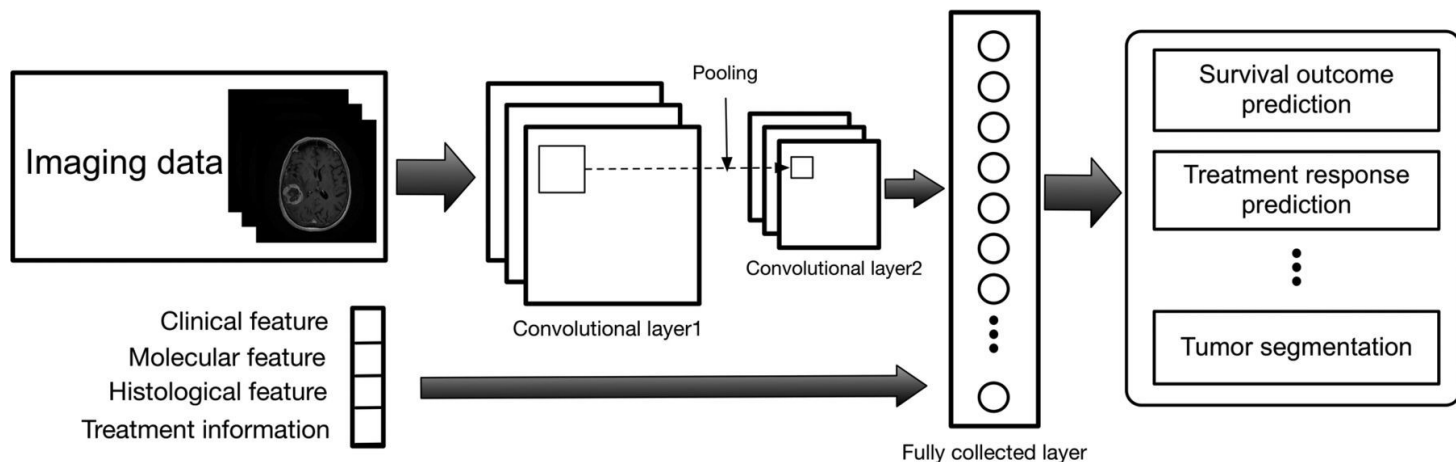 Imaging data
Pooling
Convolutional layer1
Convolutional layer2
Clinical feature
Molecular feature
Histological feature
Treatment information
Fully collected layer
Survival outcome
prediction
Treatment response
prediction
Tumor segmentation